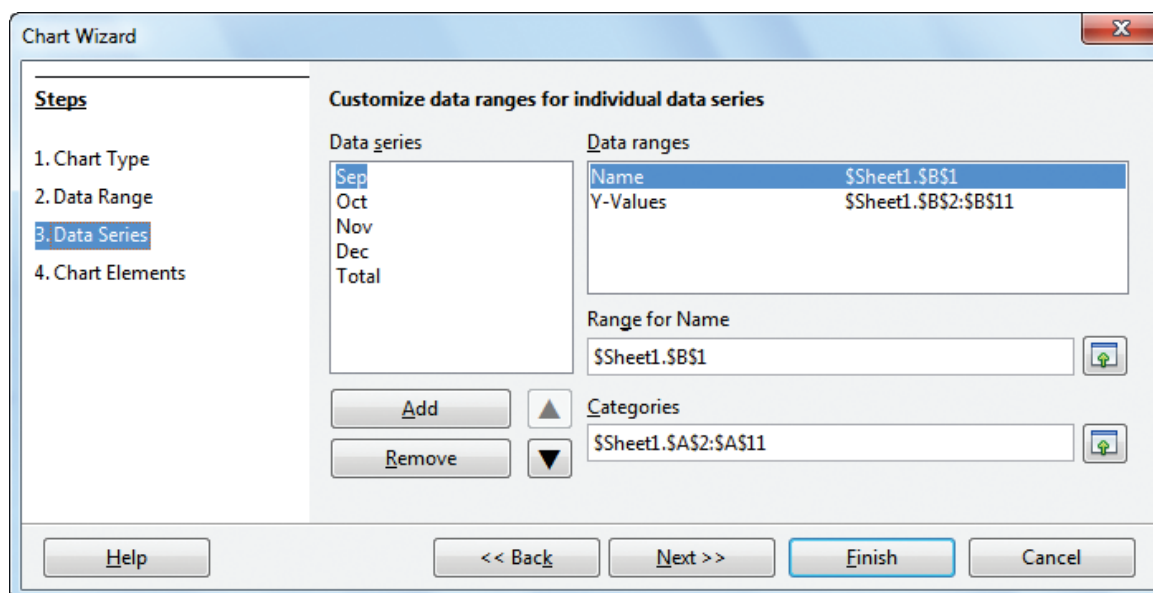 Chart Wizard
Steps
1. Chart Type
2. Data Range
3. Data Series
4. Chart Elements
Customize data ranges for individual data series
Data series
Sep
Oct
Nov
Dec
Total
Add
Remove
Data ranges
Name $Sheet1.$B$1
Y-Values $Sheet1.$B$2:$B$11
Range for Name
$Sheet1.$B$1
Categories
$Sheet1.$A$2:$A$11
Help
<< Back
Next >>
Finish
Cancel